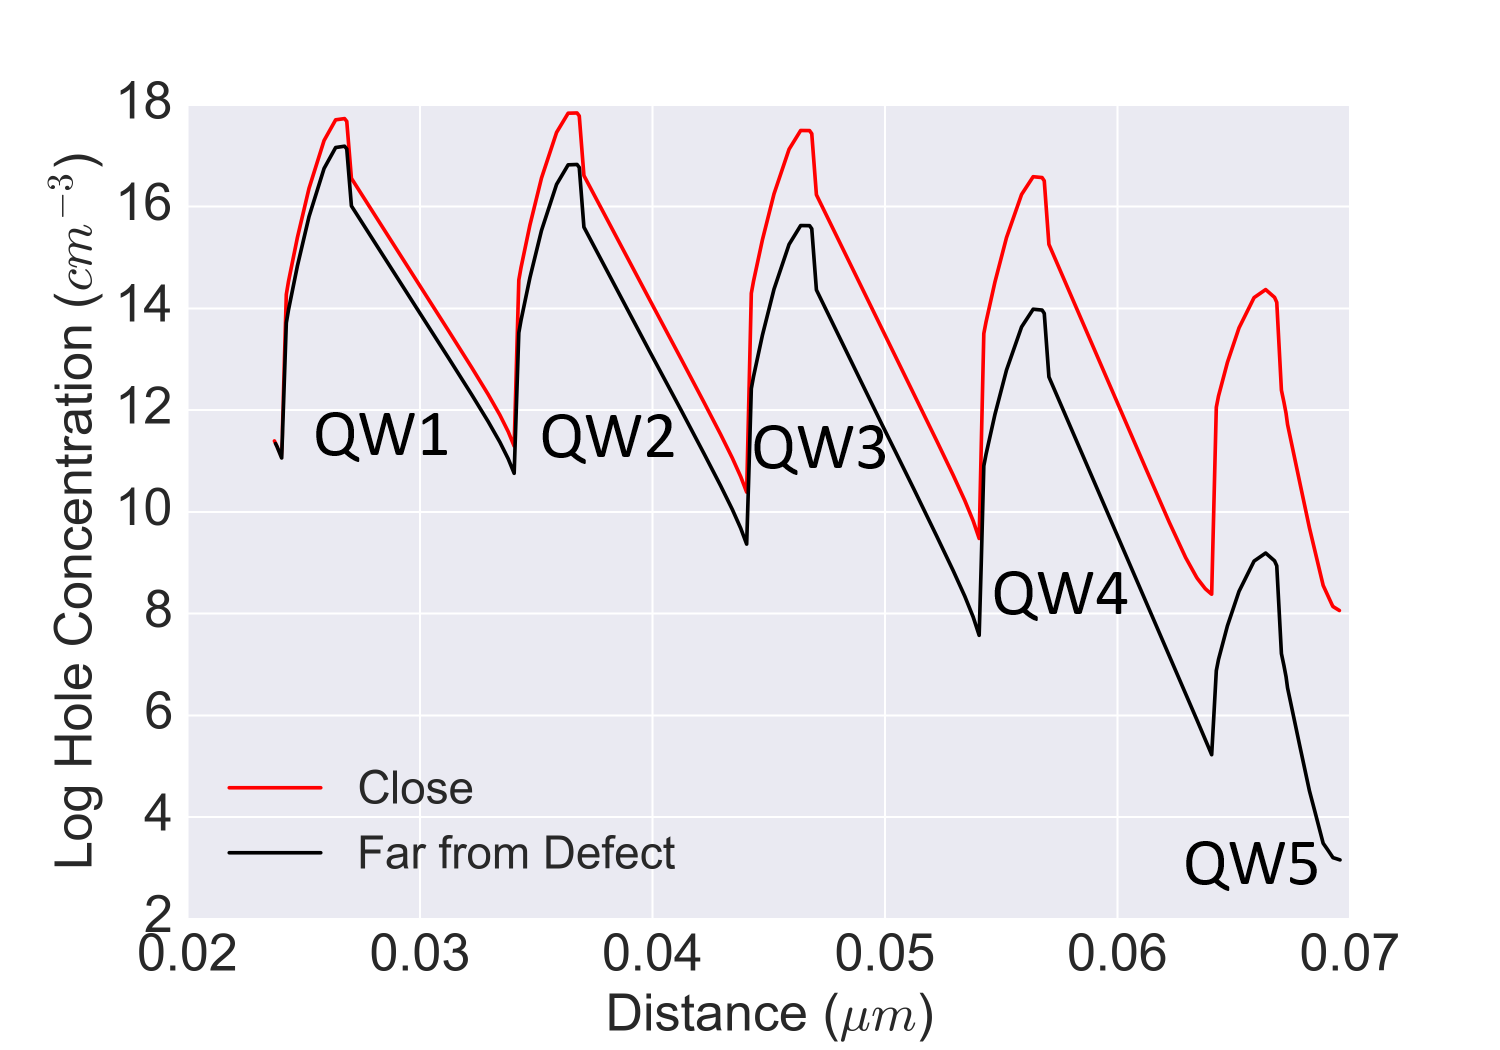 18
16
14
12
10
8
6
4
2
Log Hole Concentration (cm⁻³)
QW1
QW2
QW3
QW4
QW5
Close
Far from Defect
0.02 0.03 0.04 0.05 0.06 0.07
Distance (μm)